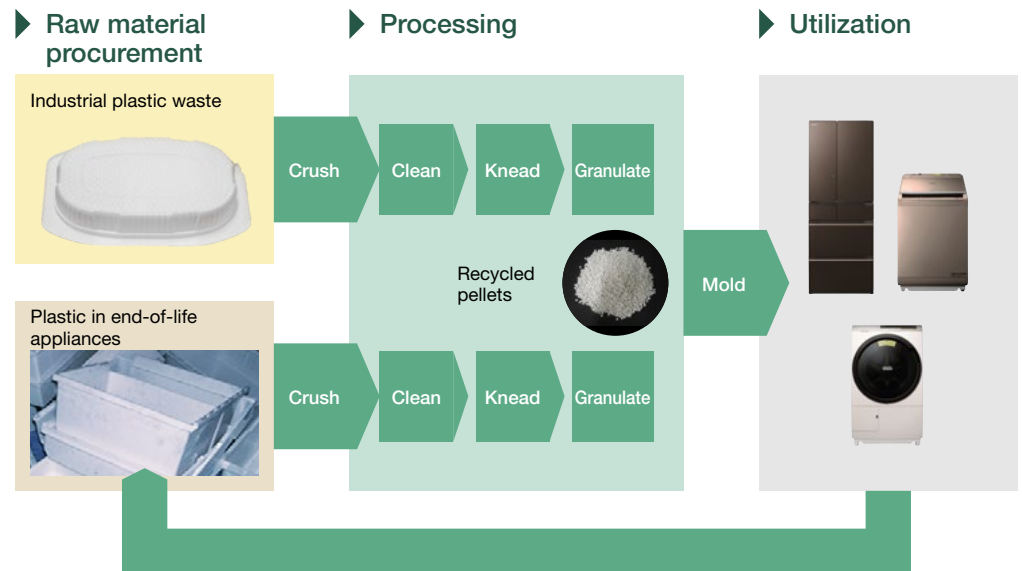 Raw material
procurement
Processing
Utilization
Industrial plastic waste
Crush
Clean
Knead
Granulate
Recycled
pellets
Mold
Plastic in end-of-life
appliances
Crush
Clean
Knead
Granulate